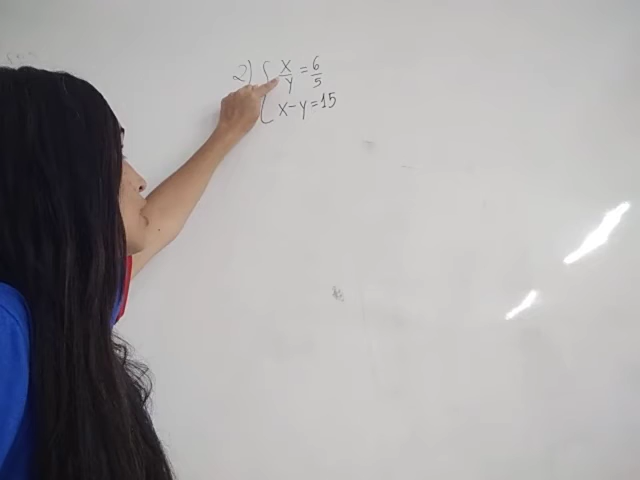 2) { x/y = 6/5
x - y = 15